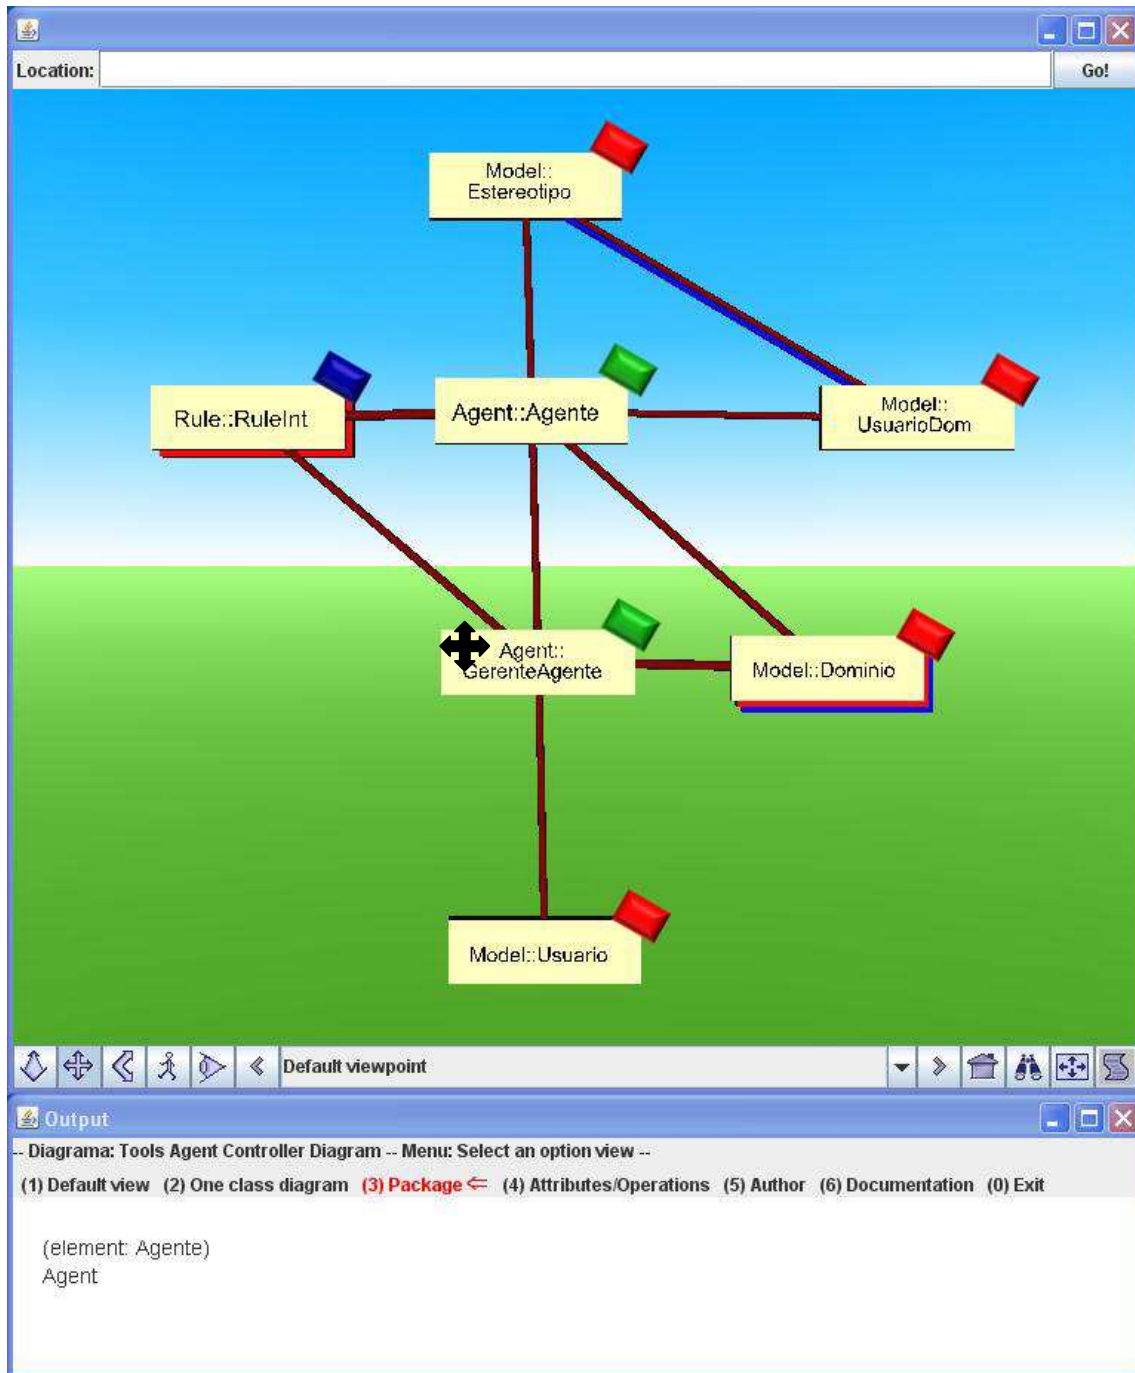 Location:
Go!
Model::
Estereotipo
Rule::RuleInt
Agent::Agente
Model::
UsuarioDom
Agent::
GerenteAgente
Model::Dominio
Model::Usuario
Default viewpoint
Output
-- Diagrama: Tools Agent Controller Diagram -- Menu: Select an option view --
(1) Default view (2) One class diagram (3) Package ⇐ (4) Attributes/Operations (5) Author (6) Documentation (0) Exit
(element: Agente)
Agent